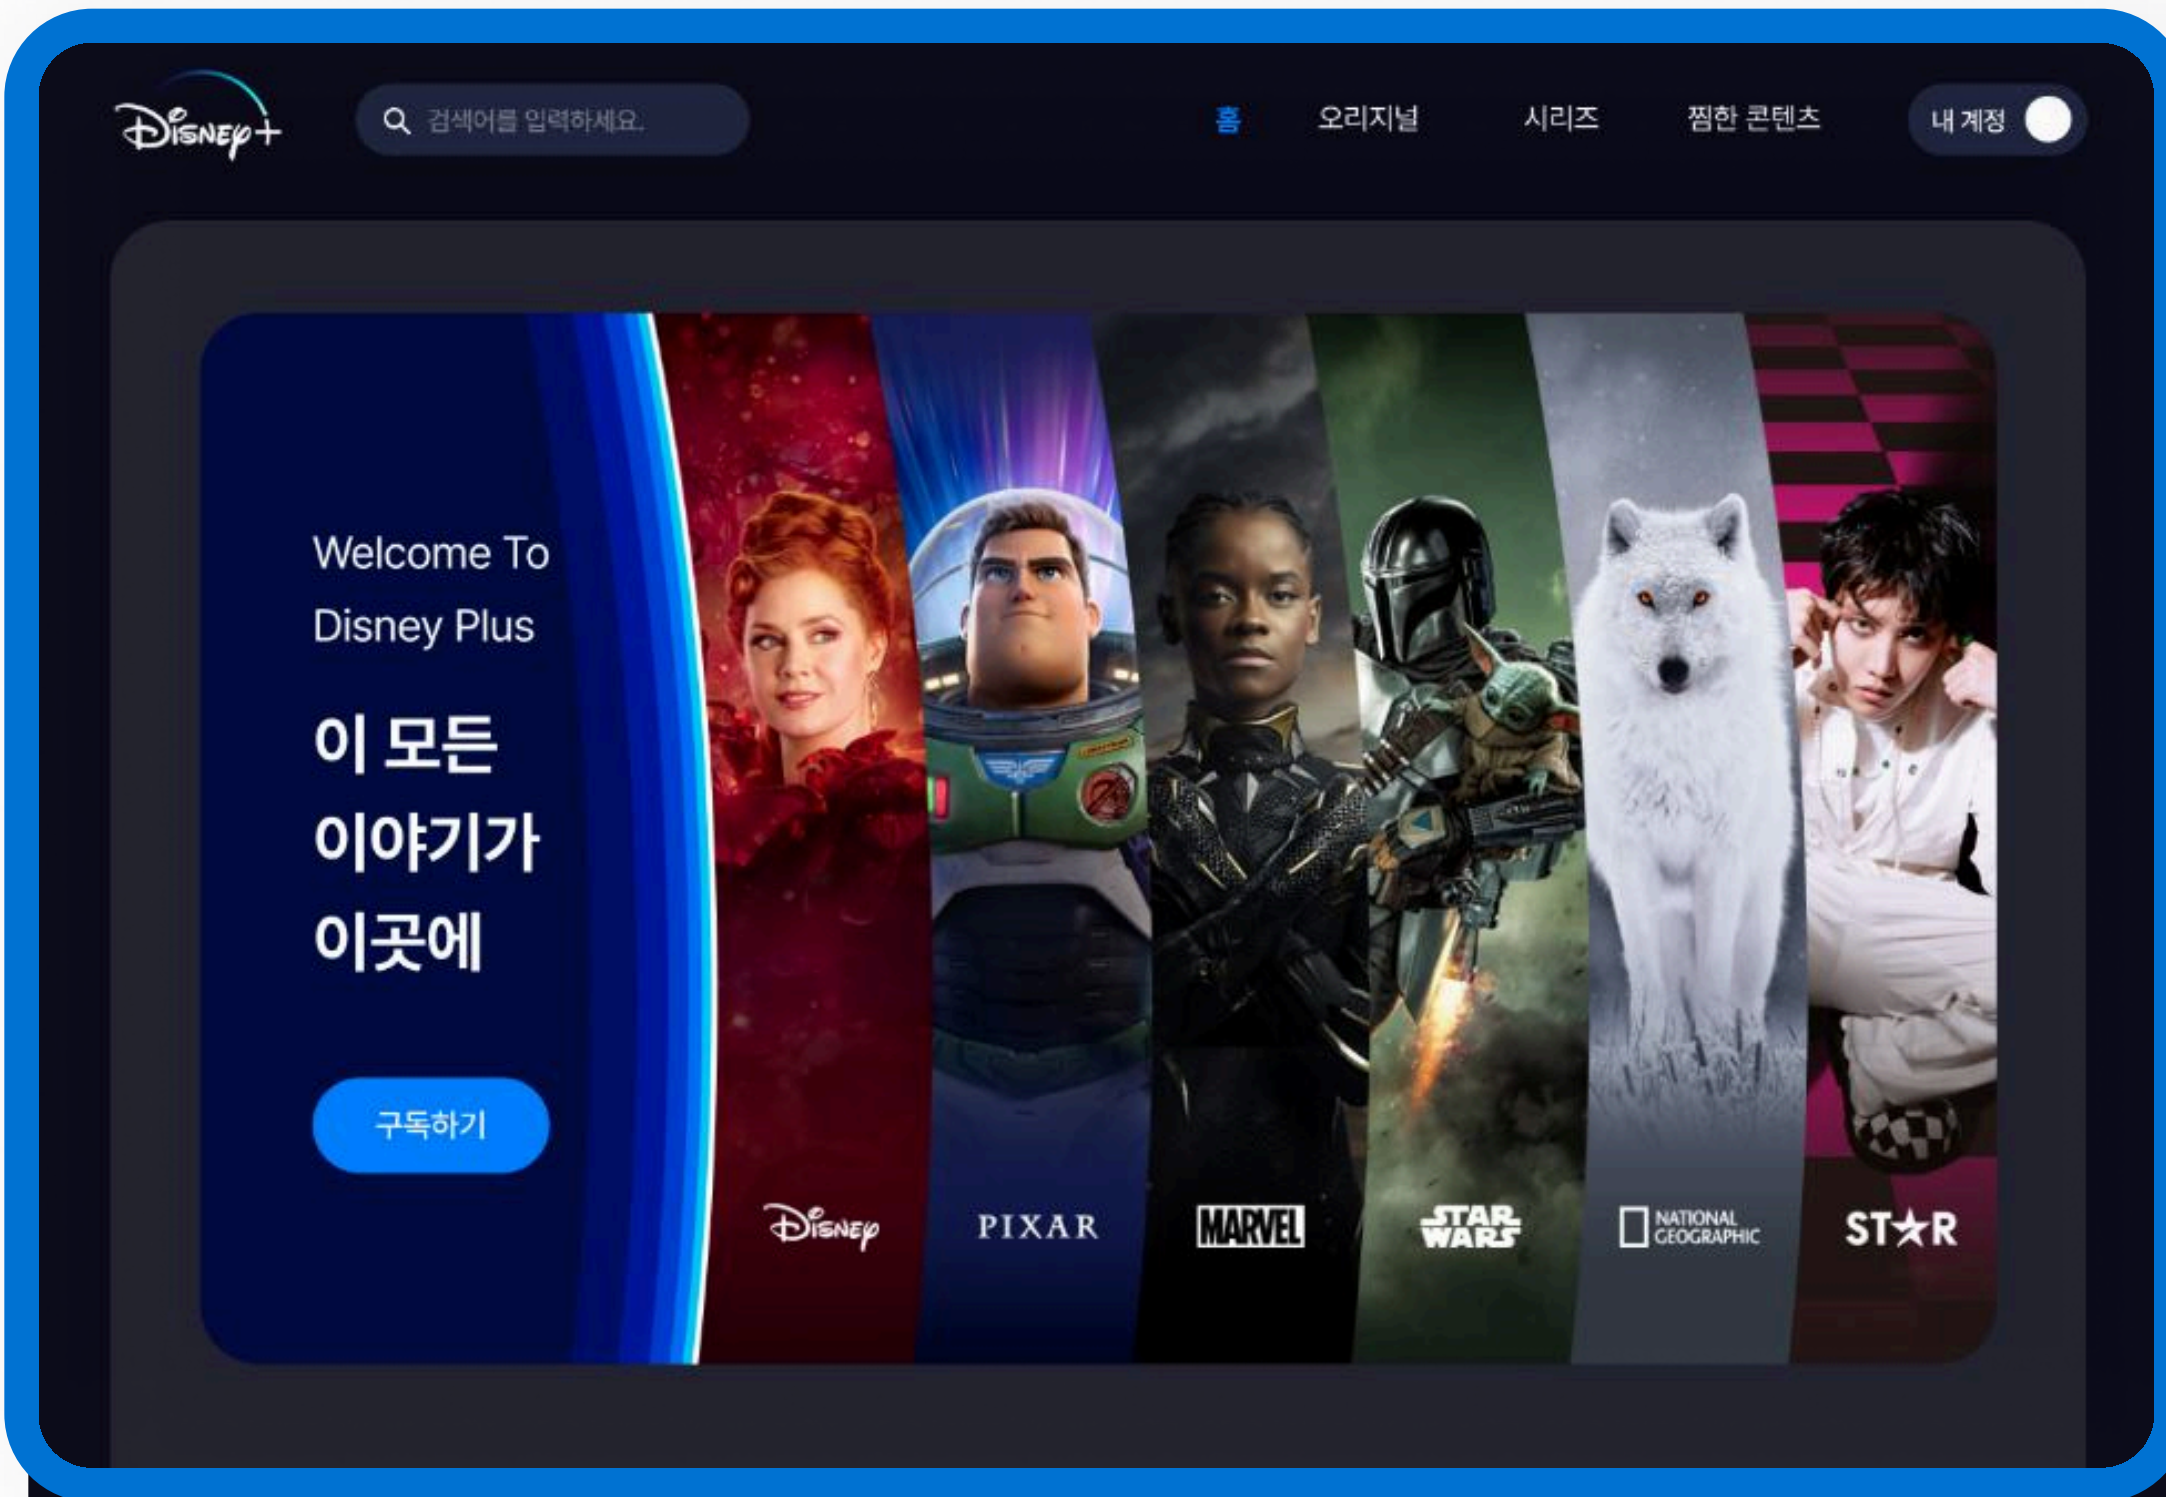 Disney+
검색어를 입력하세요.
홈
오리지널
시리즈
찜한 콘텐츠
내 계정
Welcome To
Disney Plus
이 모든
이야기가
이곳에
구독하기
Disney
PIXAR
MARVEL
STAR
WARS
NATIONAL
GEOGRAPHIC
STAR